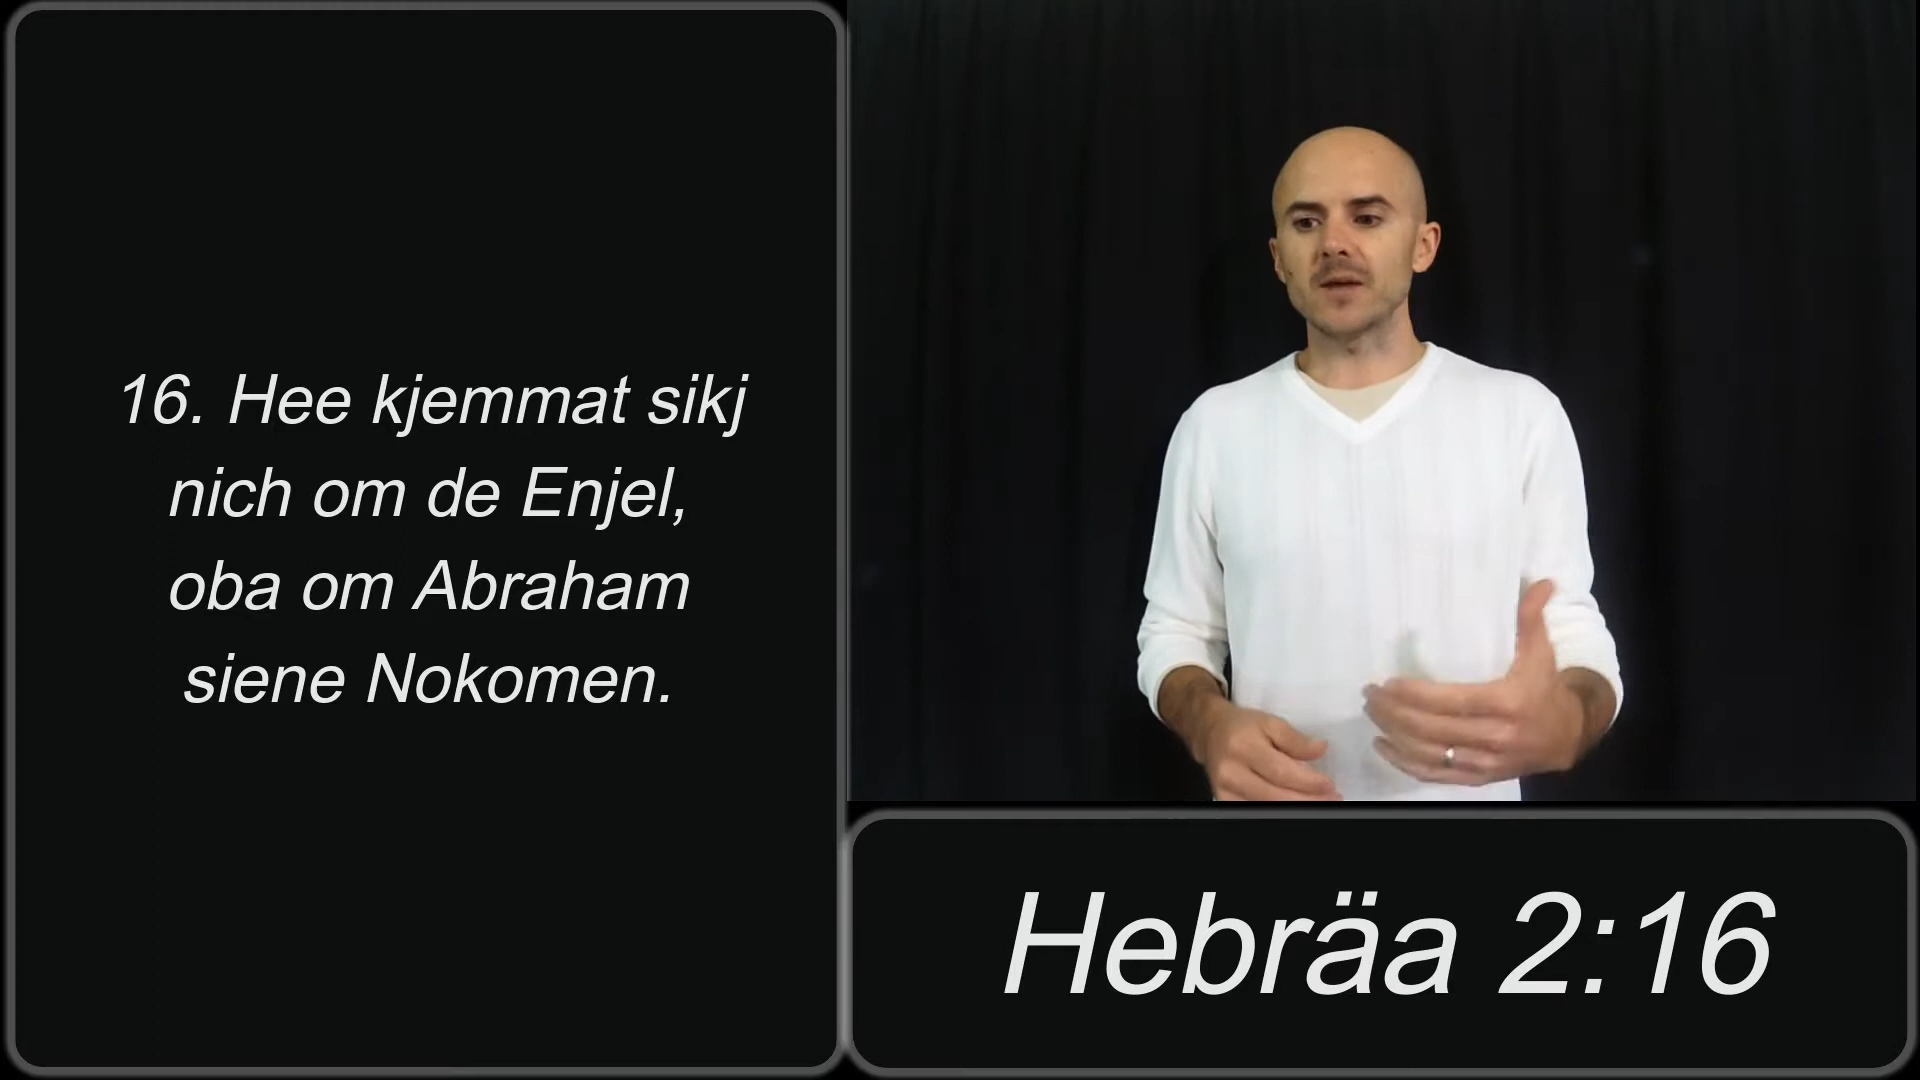 16. Hee kjemmat sikj
nich om de Enjel,
oba om Abraham
siene Nokomen.
Hebräa 2:16